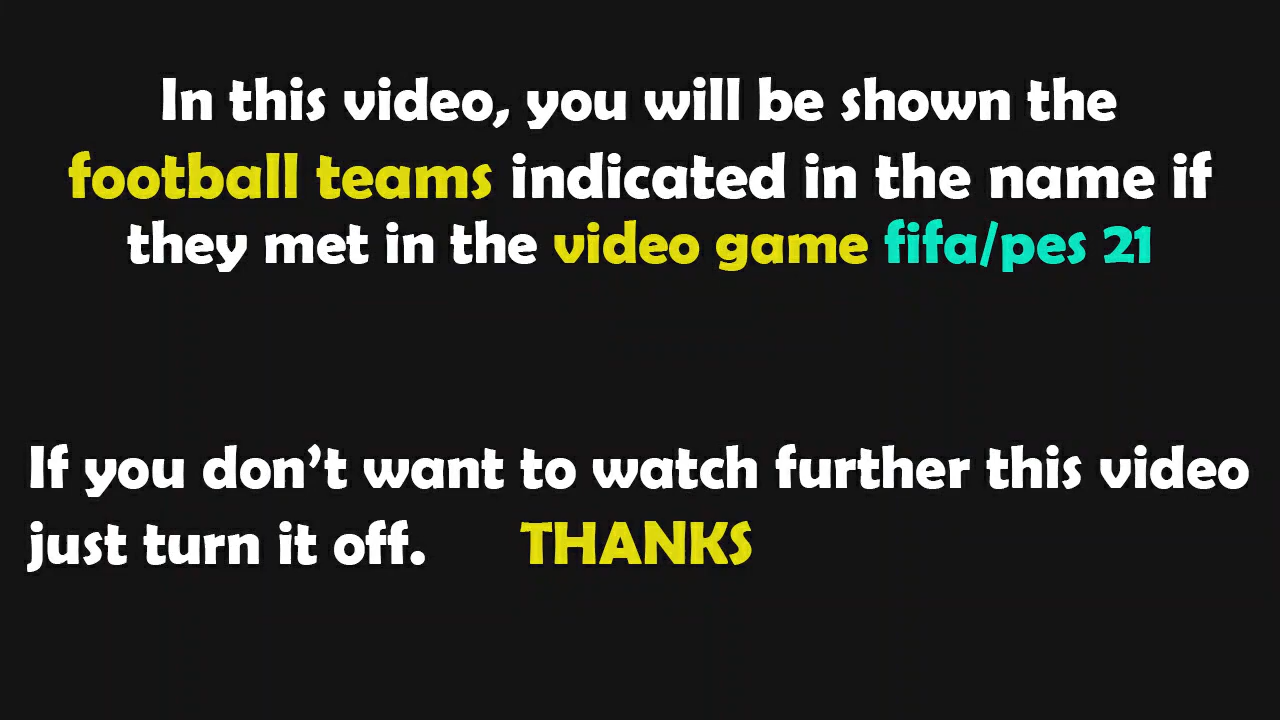 In this video, you will be shown the
football teams indicated in the name if
they met in the video game fifa/pes 21
If you don't want to watch further this video
just turn it off. THANKS